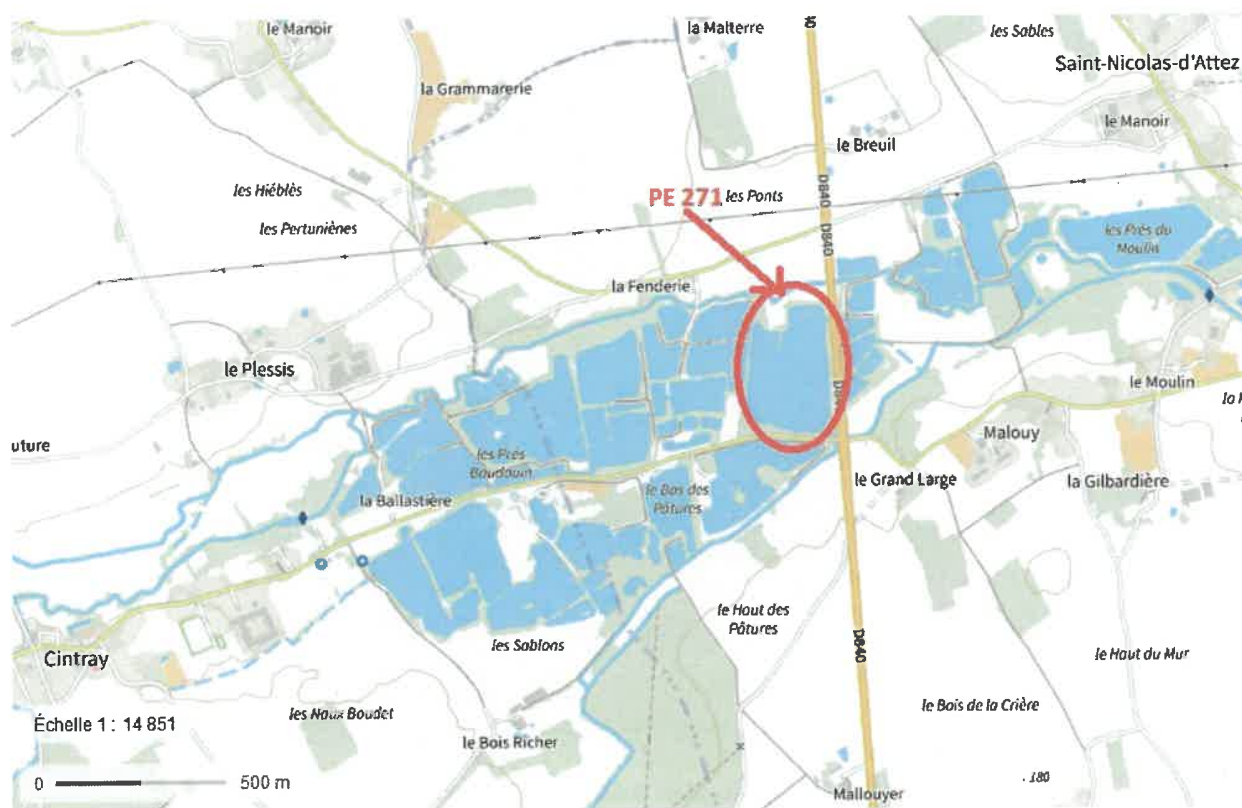 le Manoir
la Malterre
les Sables
Saint-Nicolas-d'Attez
la Grammarerie
le Manoir
le Breuil
D840
D840
les Hiéblès
PE 271
les Ponts
les Pertuniènes
les Prés du
Moulin
la Fenderie
le Plessis
le Moulin
uture
Malouy
les Prés
Baudouin
la Ballastière
le Bas des
Pâtures
le Grand Large
la Gilbardière
le Haut des
Pâtures
les Sablons
D840
Cintray
le Haut du Mur
les Naux Boudet
le Bois de la Crière
Échelle 1 : 14 851
le Bois Richer
0
500 m
180
Mallouyer